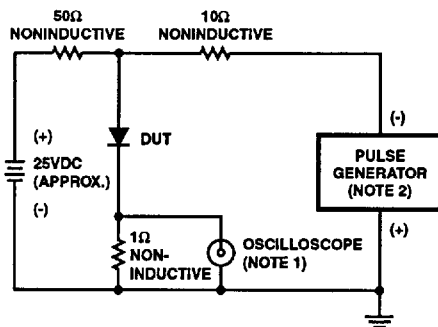 50Ω
NONINDUCTIVE
10Ω
NONINDUCTIVE
(+)
25VDC
(APPROX.)
(-)
DUT
(-)
PULSE
GENERATOR
(NOTE 2)
(+)
1Ω
NON-
INDUCTIVE
OSCILLOSCOPE
(NOTE 1)